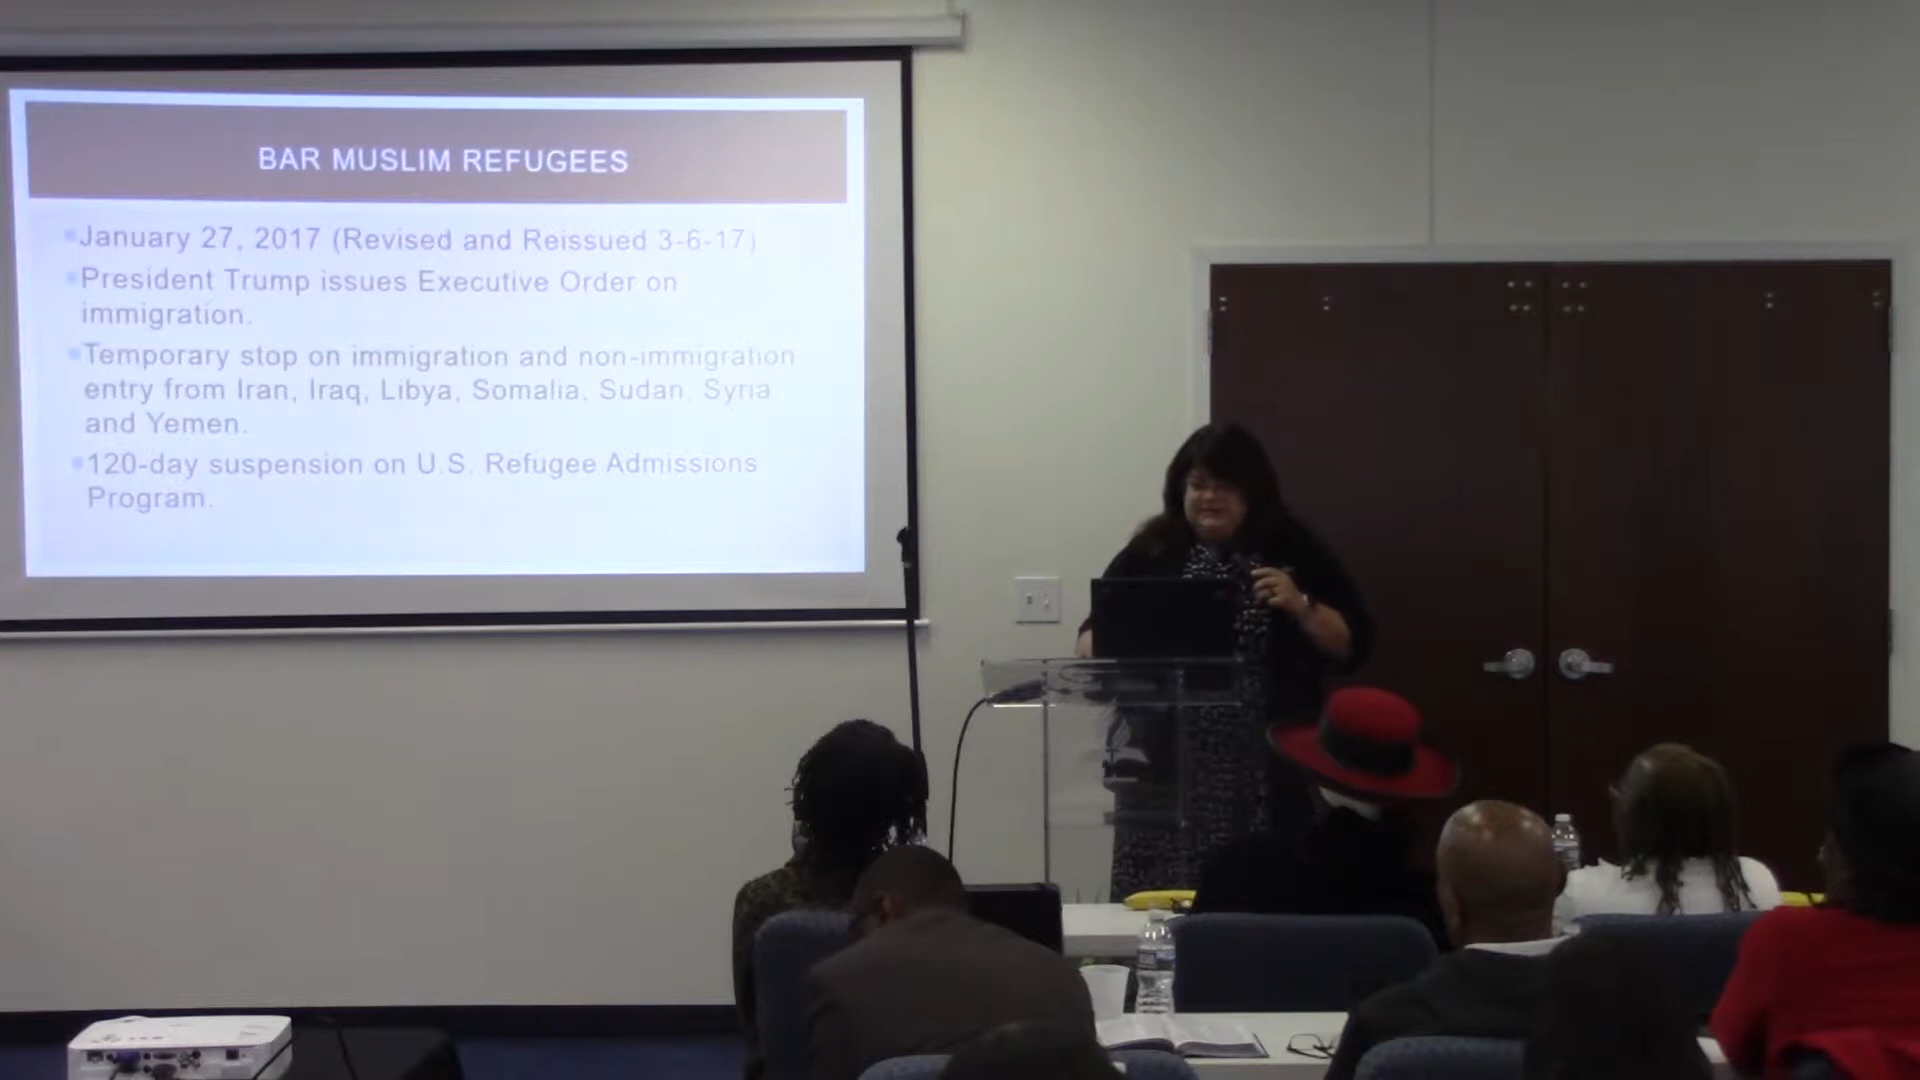 BAR MUSLIM REFUGEES
January 27, 2017 (Revised and Reissued 3-6-17)
President Trump issues Executive Order on
immigration.
Temporary stop on immigration and non-immigration
entry from Iran, Iraq, Libya, Somalia, Sudan, Syria
and Yemen.
120-day suspension on U.S. Refugee Admissions
Program.